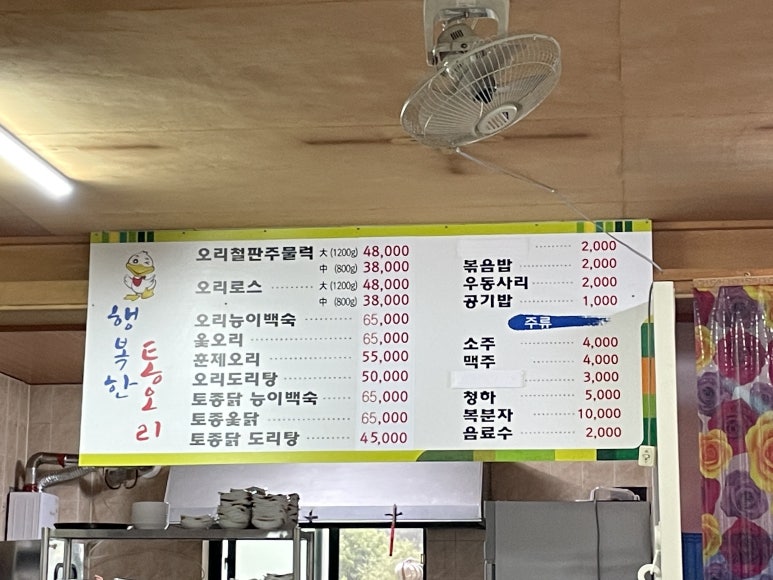 행복한
토종오리
오리철판주물럭 大 (1200g) 48,000
中 (800g) 38,000
오리로스 大 (1200g) 48,000
中 (800g) 38,000
오리능이백숙 65,000
옻오리 65,000
훈제오리 55,000
오리도리탕 50,000
토종닭 능이백숙 65,000
토종옻닭 65,000
토종닭 도리탕 45,000
2,000
볶음밥 2,000
우동사리 2,000
공기밥 1,000
주류
소주 4,000
맥주 4,000
3,000
청하 5,000
복분자 10,000
음료수 2,000